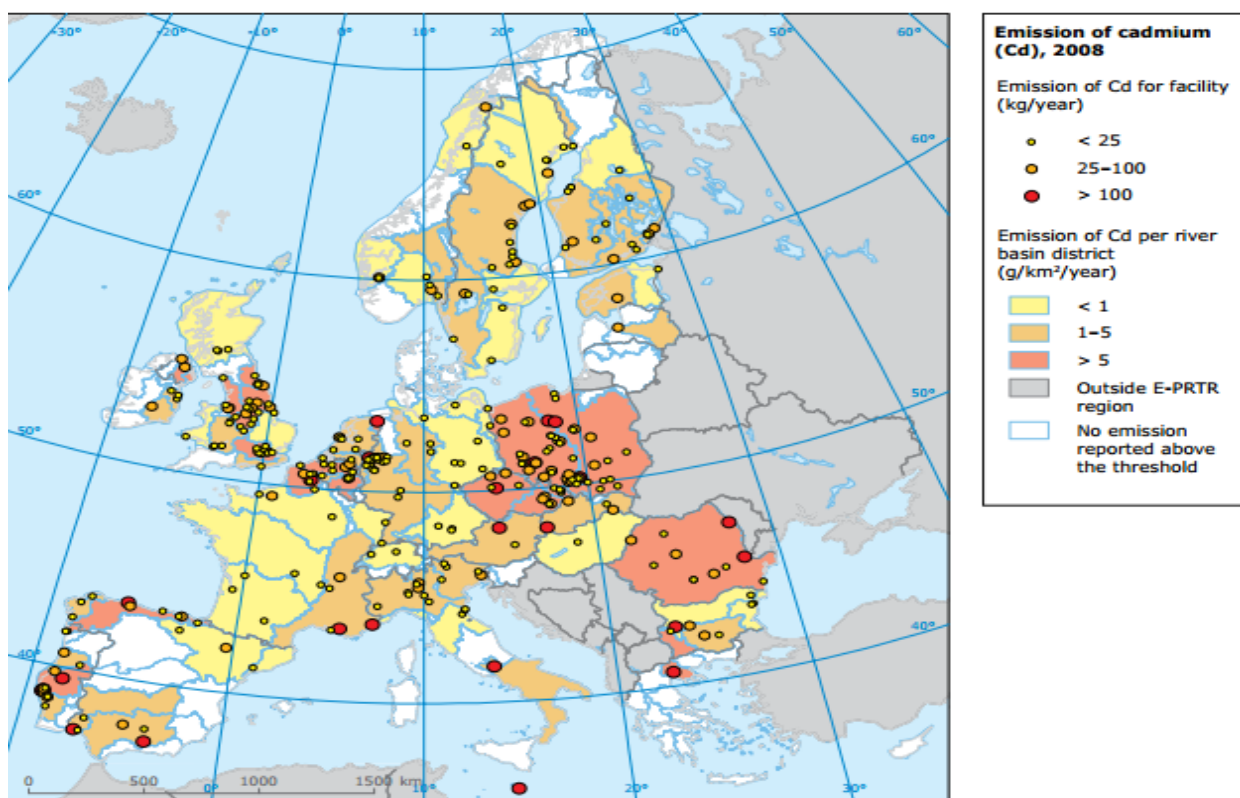 -30°
-20°
-10°
0°
10°
20°
30°
40°
50°
60°
60°
60°
50°
50°
40°
40°
0
500
1000
1500 km
0°
10°
20°
30°
Emission of cadmium
(Cd), 2008
Emission of Cd for facility
(kg/year)
< 25
25–100
> 100
Emission of Cd per river
basin district
(g/km²/year)
< 1
1–5
> 5
Outside E-PRTR
region
No emission
reported above
the threshold